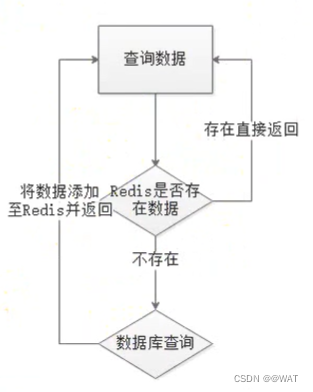 查询数据
存在直接返回
将数据添加
至Redis并返回
Redis是否存
在数据
不存在
数据库查询
CSDN @@WAT